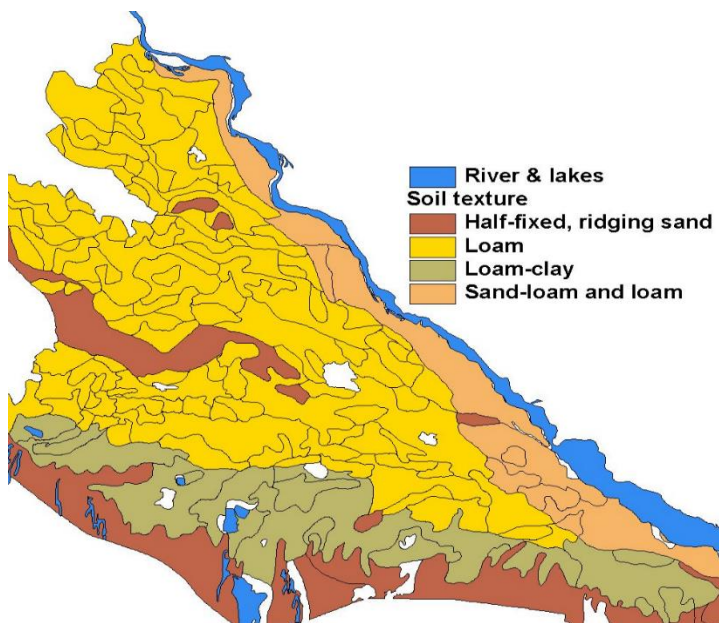 River & lakes
Soil texture
Half-fixed, ridging sand
Loam
Loam-clay
Sand-loam and loam